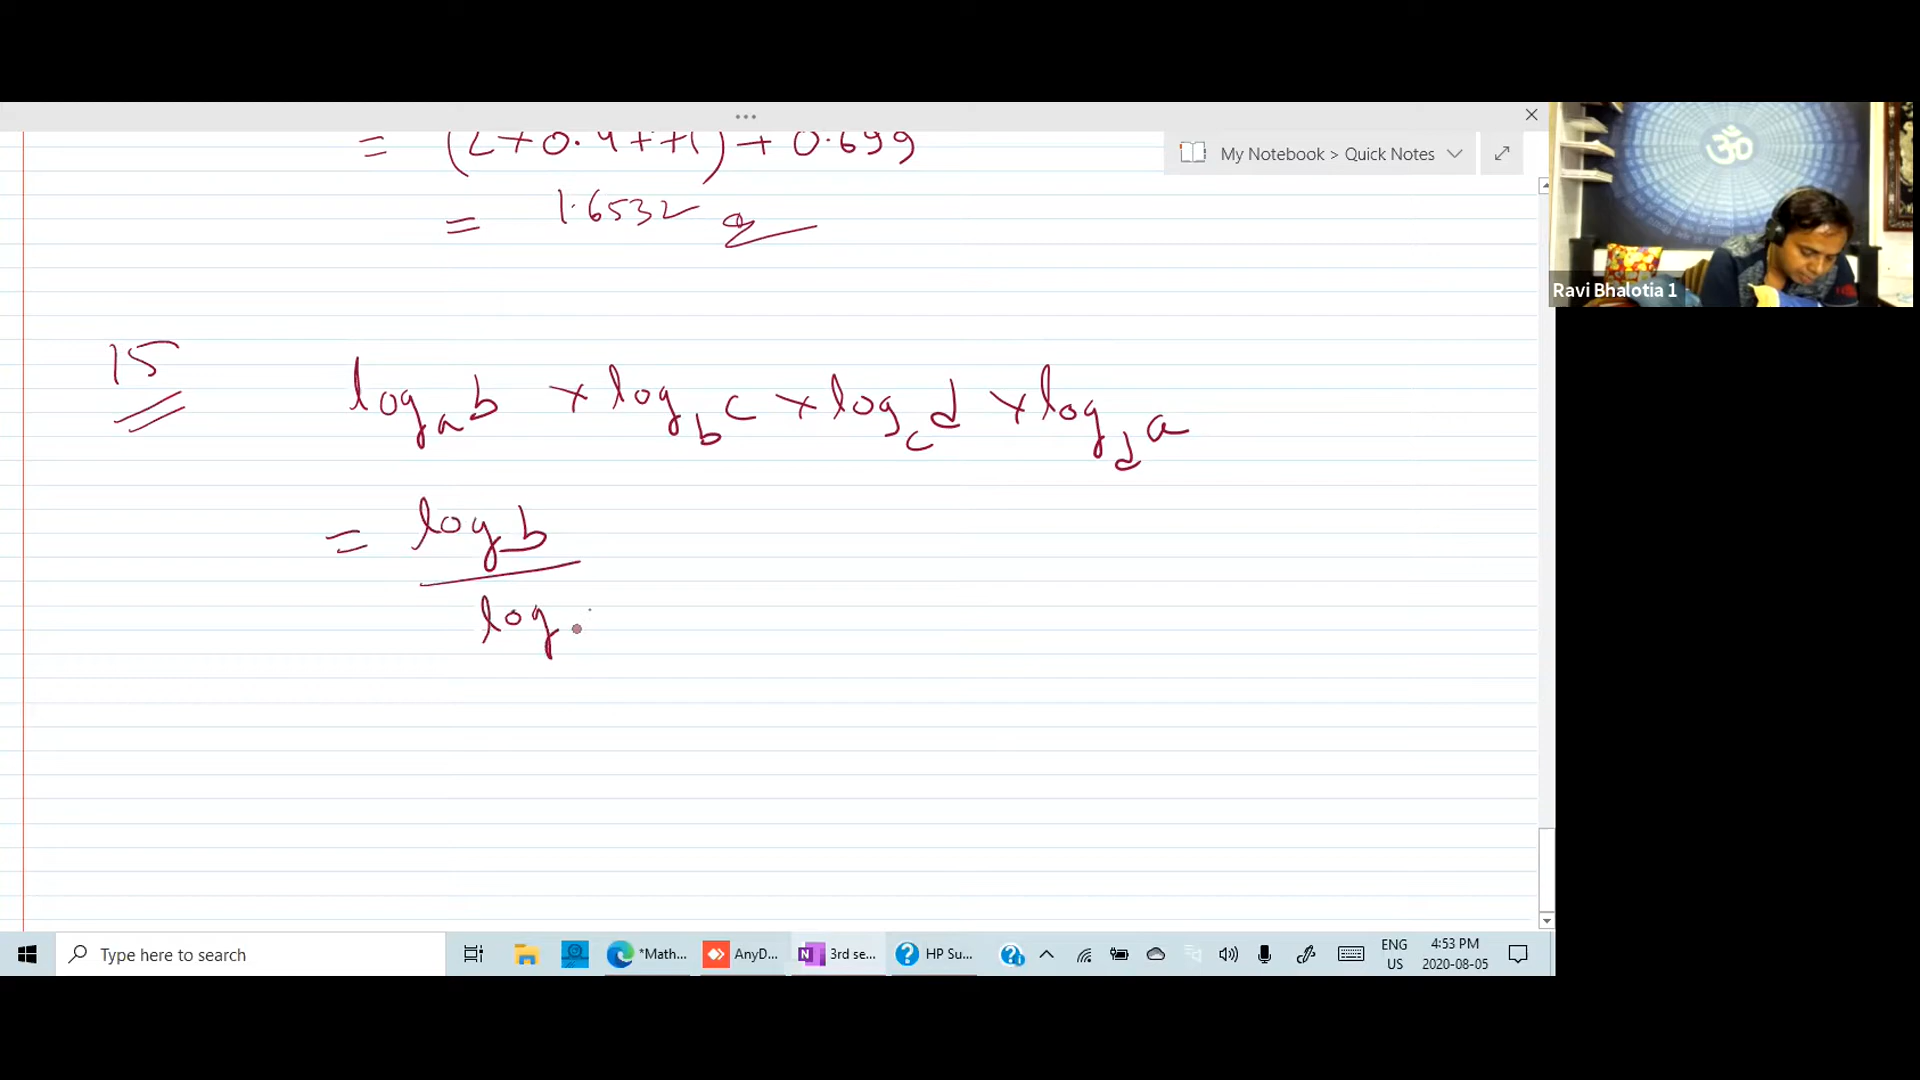 = (2 + 0.4771) + 0.699
My Notebook > Quick Notes
= 1.6532
Ravi Bhalotia 1
15
log_a b × log_b c × log_c d × log_d a
= log b
log
Type here to search
*Math...
AnyD...
3rd se...
HP Su...
ENG
US
4:53 PM
2020-08-05